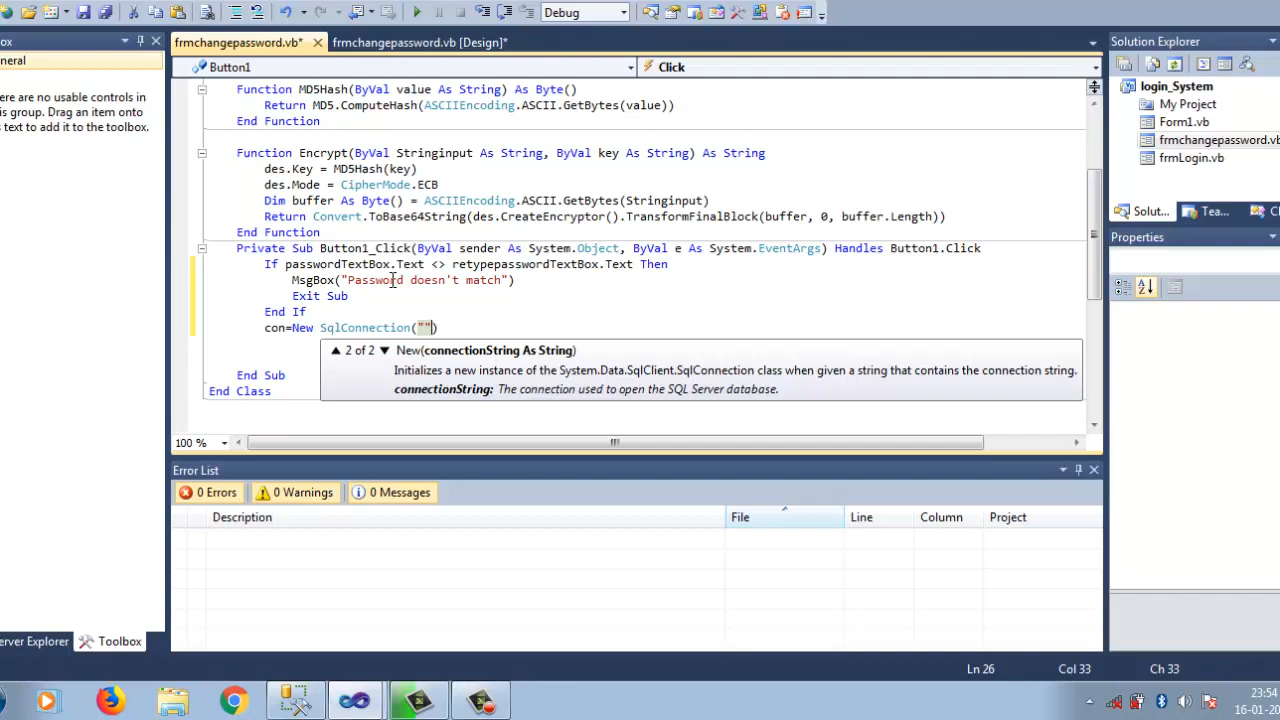 Debug
ox
frmchangepassword.vb*
frmchangepassword.vb [Design]*
Solution Explorer
eneral
Button1
Click
ere are no usable controls in
is group. Drag an item onto
s text to add it to the toolbox.
login_System
My Project
Form1.vb
frmchangepassword.vb
frmLogin.vb
Function MD5Hash(ByVal value As String) As Byte()
Return MD5.ComputeHash(ASCIIEncoding.ASCII.GetBytes(value))
End Function
Function Encrypt(ByVal Stringinput As String, ByVal key As String) As String
des.Key = MD5Hash(key)
des.Mode = CipherMode.ECB
Dim buffer As Byte() = ASCIIEncoding.ASCII.GetBytes(Stringinput)
Return Convert.ToBase64String(des.CreateEncryptor().TransformFinalBlock(buffer, 0, buffer.Length))
End Function
Private Sub Button1_Click(ByVal sender As System.Object, ByVal e As System.EventArgs) Handles Button1.Click
If passwordTextBox.Text <> retypepasswordTextBox.Text Then
MsgBox("Password doesn't match")
Exit Sub
End If
con=New SqlConnection("")
2 of 2 New(connectionString As String)
Initializes a new instance of the System.Data.SqlClient.SqlConnection class when given a string that contains the connection string.
connectionString: The connection used to open the SQL Server database.
End Sub
End Class
Solut...
Tea...
Cl
Properties
100 %
Error List
0 Errors
0 Warnings
0 Messages
Description
File
Line
Column
Project
erver Explorer
Toolbox
Ln 26
Col 33
Ch 33
23:54
16-01-20